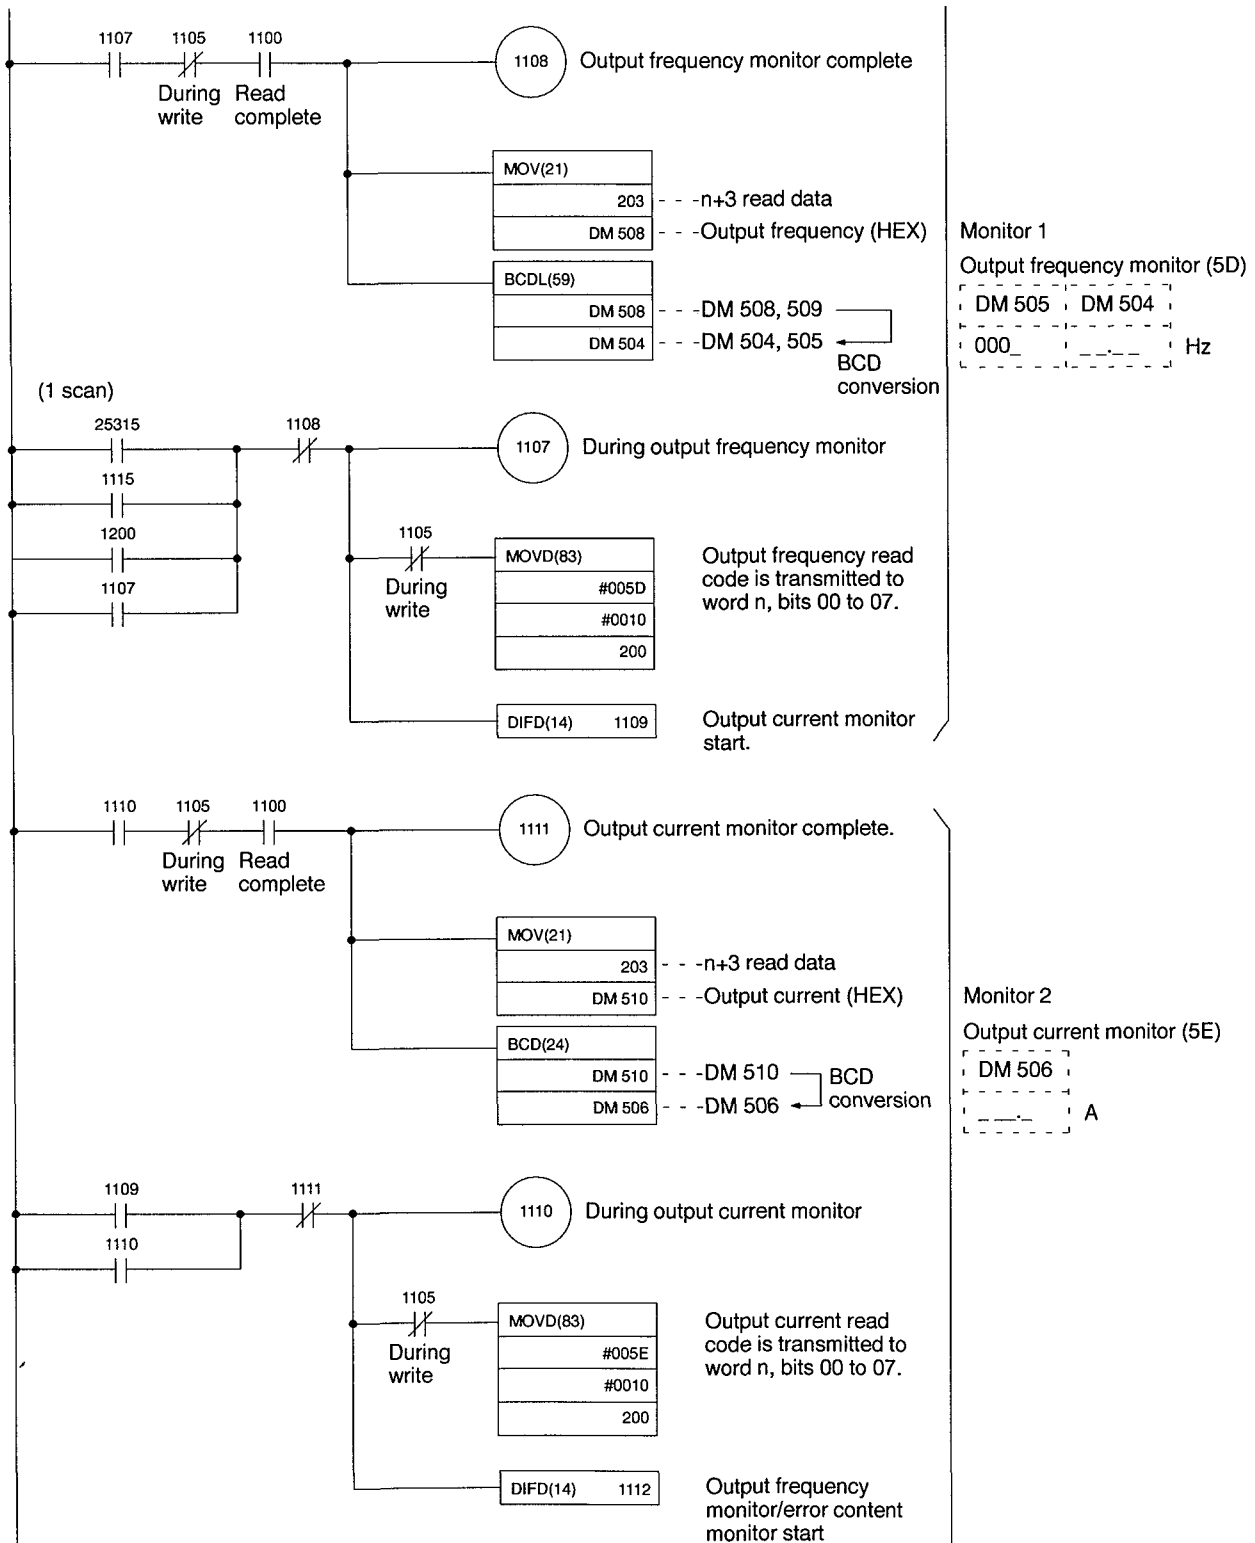 1107 1105 1100
1108 Output frequency monitor complete
During write
Read complete
MOV(21)
203 - - -n+3 read data
DM 508 - - -Output frequency (HEX)
BCDL(59)
DM 508 - - -DM 508, 509
DM 504 - - -DM 504, 505
BCD conversion
Monitor 1
Output frequency monitor (5D)
DM 505 DM 504
000_ _ _._ _ Hz
(1 scan)
25315 1108
1107 During output frequency monitor
1115
1200
1107
1105
During write
MOVD(83)
#005D
#0010
200
Output frequency read
code is transmitted to
word n, bits 00 to 07.
DIFD(14) 1109
Output current monitor
start.
1110 1105 1100
1111 Output current monitor complete.
During write
Read complete
MOV(21)
203 - - -n+3 read data
DM 510 - - -Output current (HEX)
BCD(24)
DM 510 - - -DM 510
DM 506 - - -DM 506
BCD conversion
Monitor 2
Output current monitor (5E)
DM 506
_ _ _._ A
1109 1111
1110 During output current monitor
1110
1105
During write
MOVD(83)
#005E
#0010
200
Output current read
code is transmitted to
word n, bits 00 to 07.
DIFD(14) 1112
Output frequency
monitor/error content
monitor start